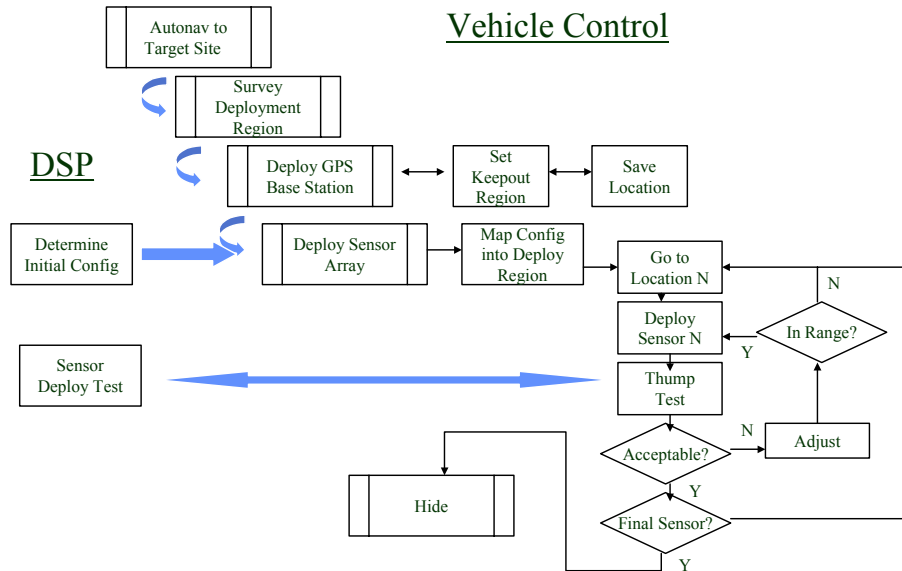 Vehicle Control
Autonav to
Target Site
Survey
Deployment
Region
DSP
Deploy GPS
Base Station
Set
Keepout
Region
Save
Location
Determine
Initial Config
Deploy Sensor
Array
Map Config
into Deploy
Region
Go to
Location N
N
Deploy
Sensor N
In Range?
Y
Sensor
Deploy Test
Thump
Test
Acceptable?
N
Adjust
Y
Hide
Final Sensor?
Y